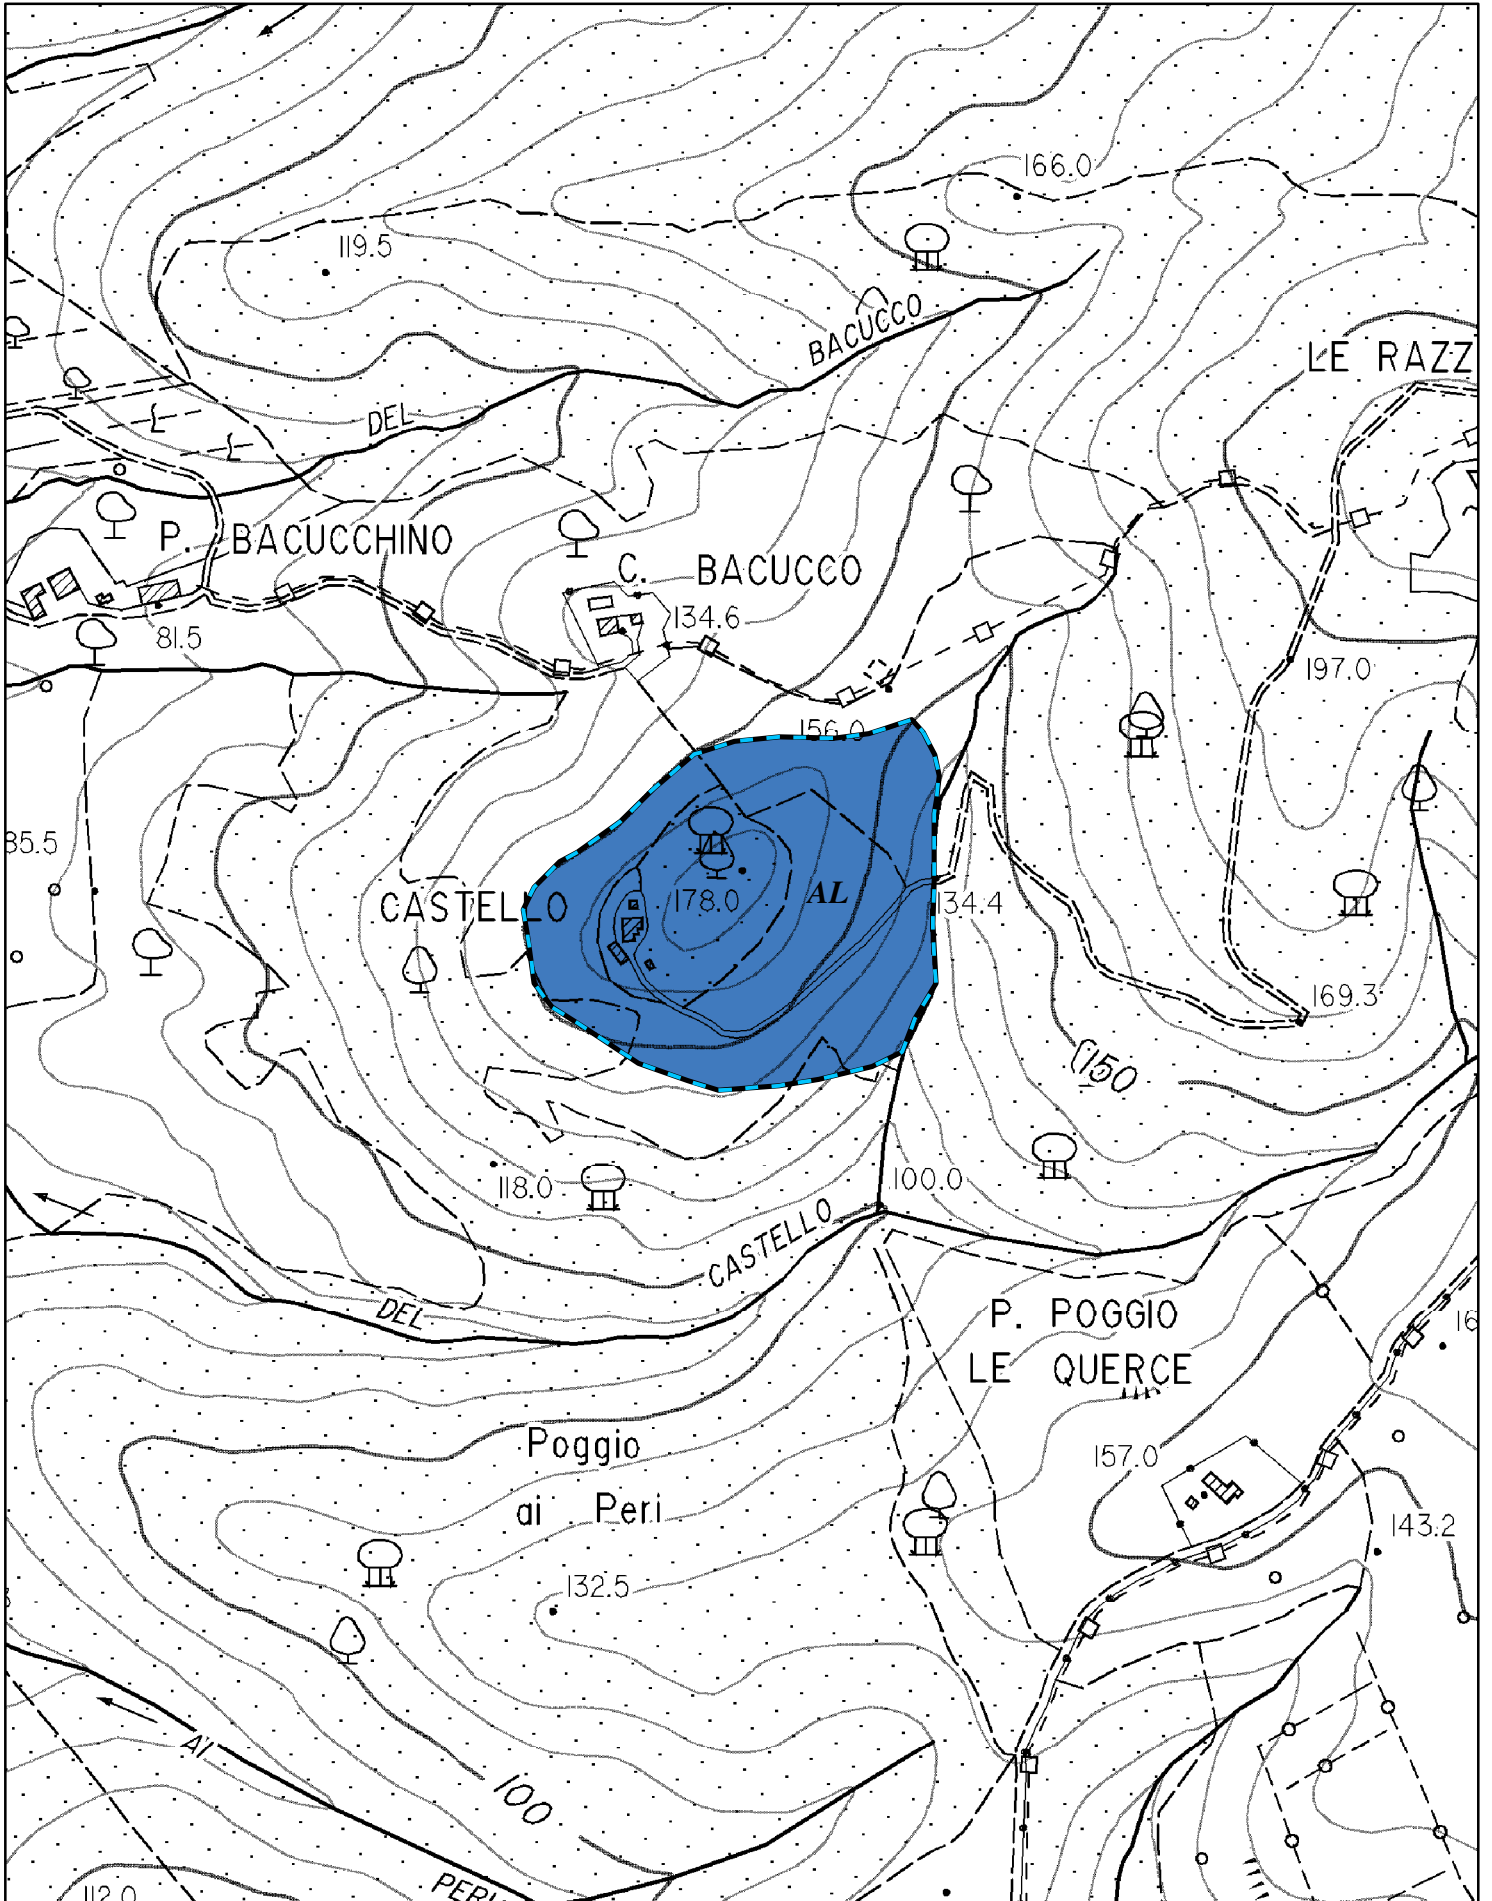 166.0
119.5
BACUCCO
LE RAZZ
DEL
P. BACUCCHINO
C. BACUCCO
134.6
81.5
197.0
156.0
85.5
CASTELLO
178.0
AL
134.4
169.3
150
118.0
100.0
CASTELLO
DEL
P. POGGIO
LE QUERCE
16
Poggio
ai Peri
157.0
143.2
132.5
AI
100
112.0
PERI